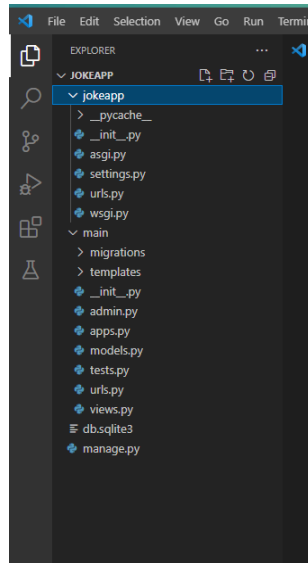 File Edit Selection View Go Run Termi
EXPLORER ...
JOKEAPP
jokeapp
__pycache__
__init__.py
asgi.py
settings.py
urls.py
wsgi.py
main
migrations
templates
__init__.py
admin.py
apps.py
models.py
tests.py
urls.py
views.py
db.sqlite3
manage.py